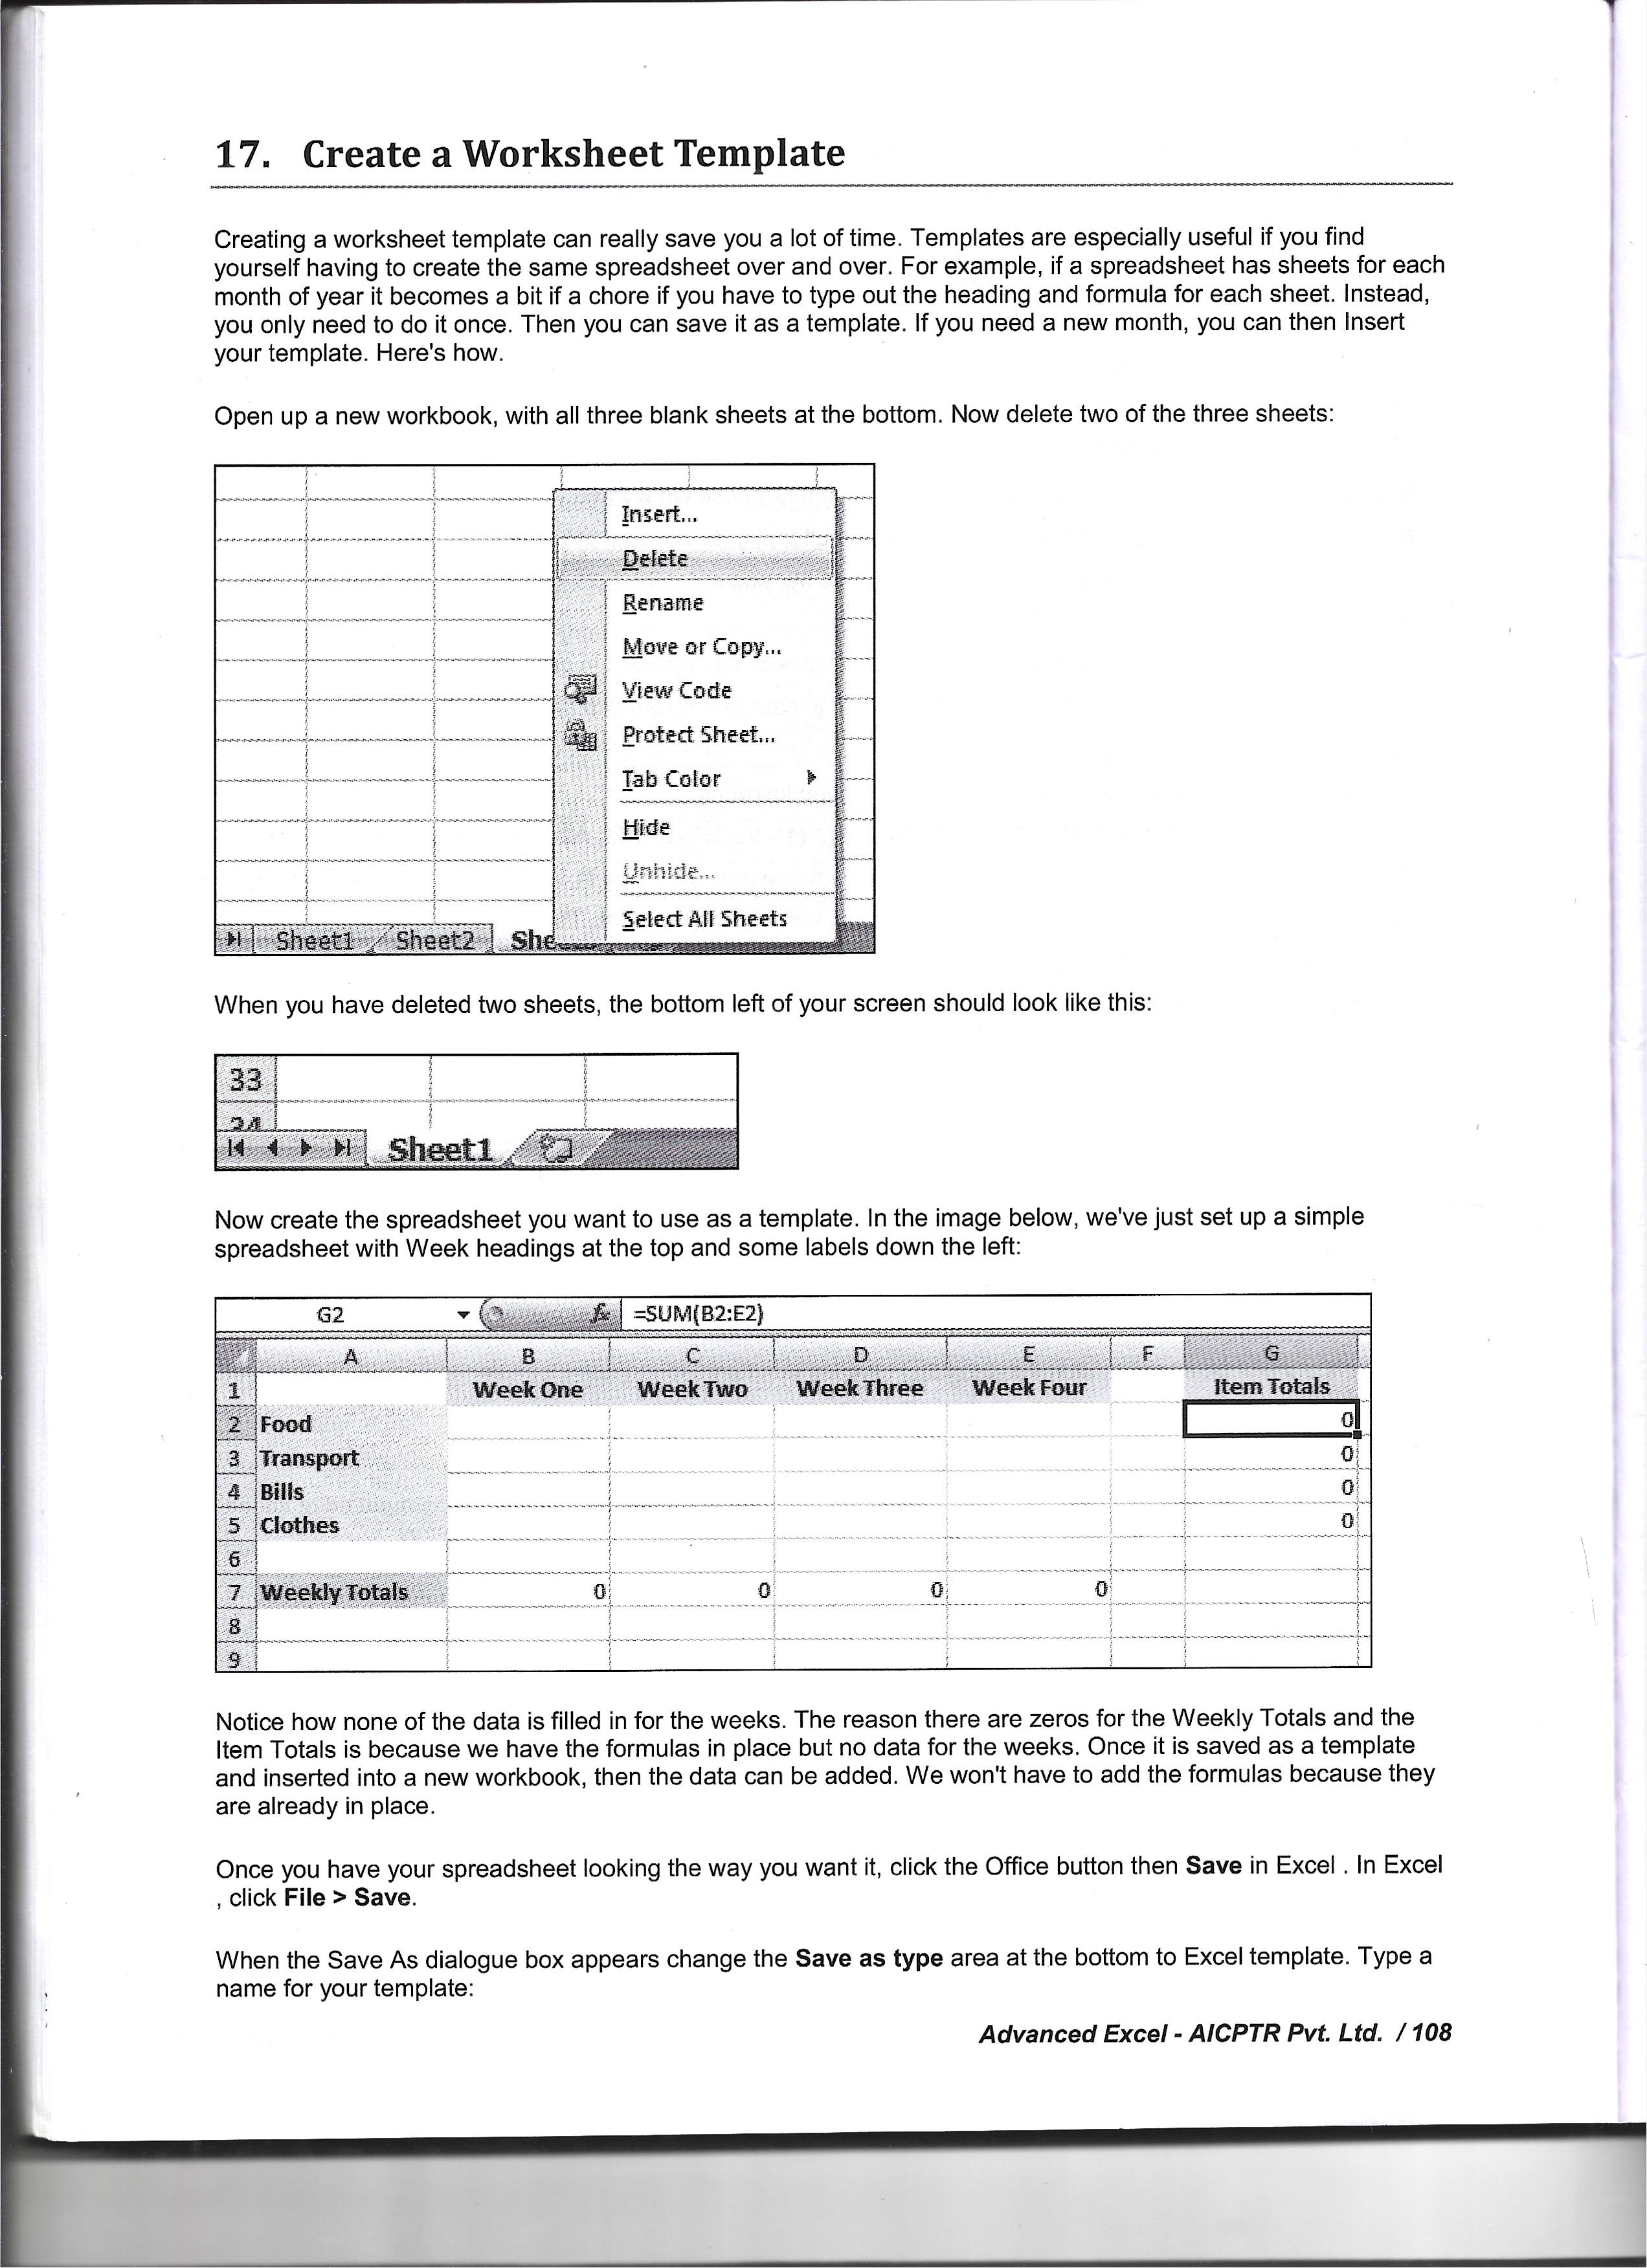 17. Create a Worksheet Template
Creating a worksheet template can really save you a lot of time. Templates are especially useful if you find
yourself having to create the same spreadsheet over and over. For example, if a spreadsheet has sheets for each
month of year it becomes a bit if a chore if you have to type out the heading and formula for each sheet. Instead,
you only need to do it once. Then you can save it as a template. If you need a new month, you can then Insert
your template. Here's how.
Open up a new workbook, with all three blank sheets at the bottom. Now delete two of the three sheets:
Insert...
Delete
Rename
Move or Copy...
View Code
Protect Sheet...
Tab Color
Hide
Unhide...
Select All Sheets
Sheet1 Sheet2 She
When you have deleted two sheets, the bottom left of your screen should look like this:
33
34
Sheet1
Now create the spreadsheet you want to use as a template. In the image below, we've just set up a simple
spreadsheet with Week headings at the top and some labels down the left:
G2 fx =SUM(B2:E2)
A B C D E F G
1 Week One Week Two Week Three Week Four Item Totals
2 Food 0
3 Transport 0
4 Bills 0
5 Clothes 0
6
7 Weekly Totals 0 0 0 0
8
9
Notice how none of the data is filled in for the weeks. The reason there are zeros for the Weekly Totals and the
Item Totals is because we have the formulas in place but no data for the weeks. Once it is saved as a template
and inserted into a new workbook, then the data can be added. We won't have to add the formulas because they
are already in place.
Once you have your spreadsheet looking the way you want it, click the Office button then Save in Excel . In Excel
, click File > Save.
When the Save As dialogue box appears change the Save as type area at the bottom to Excel template. Type a
name for your template:
Advanced Excel - AICPTR Pvt. Ltd. / 108